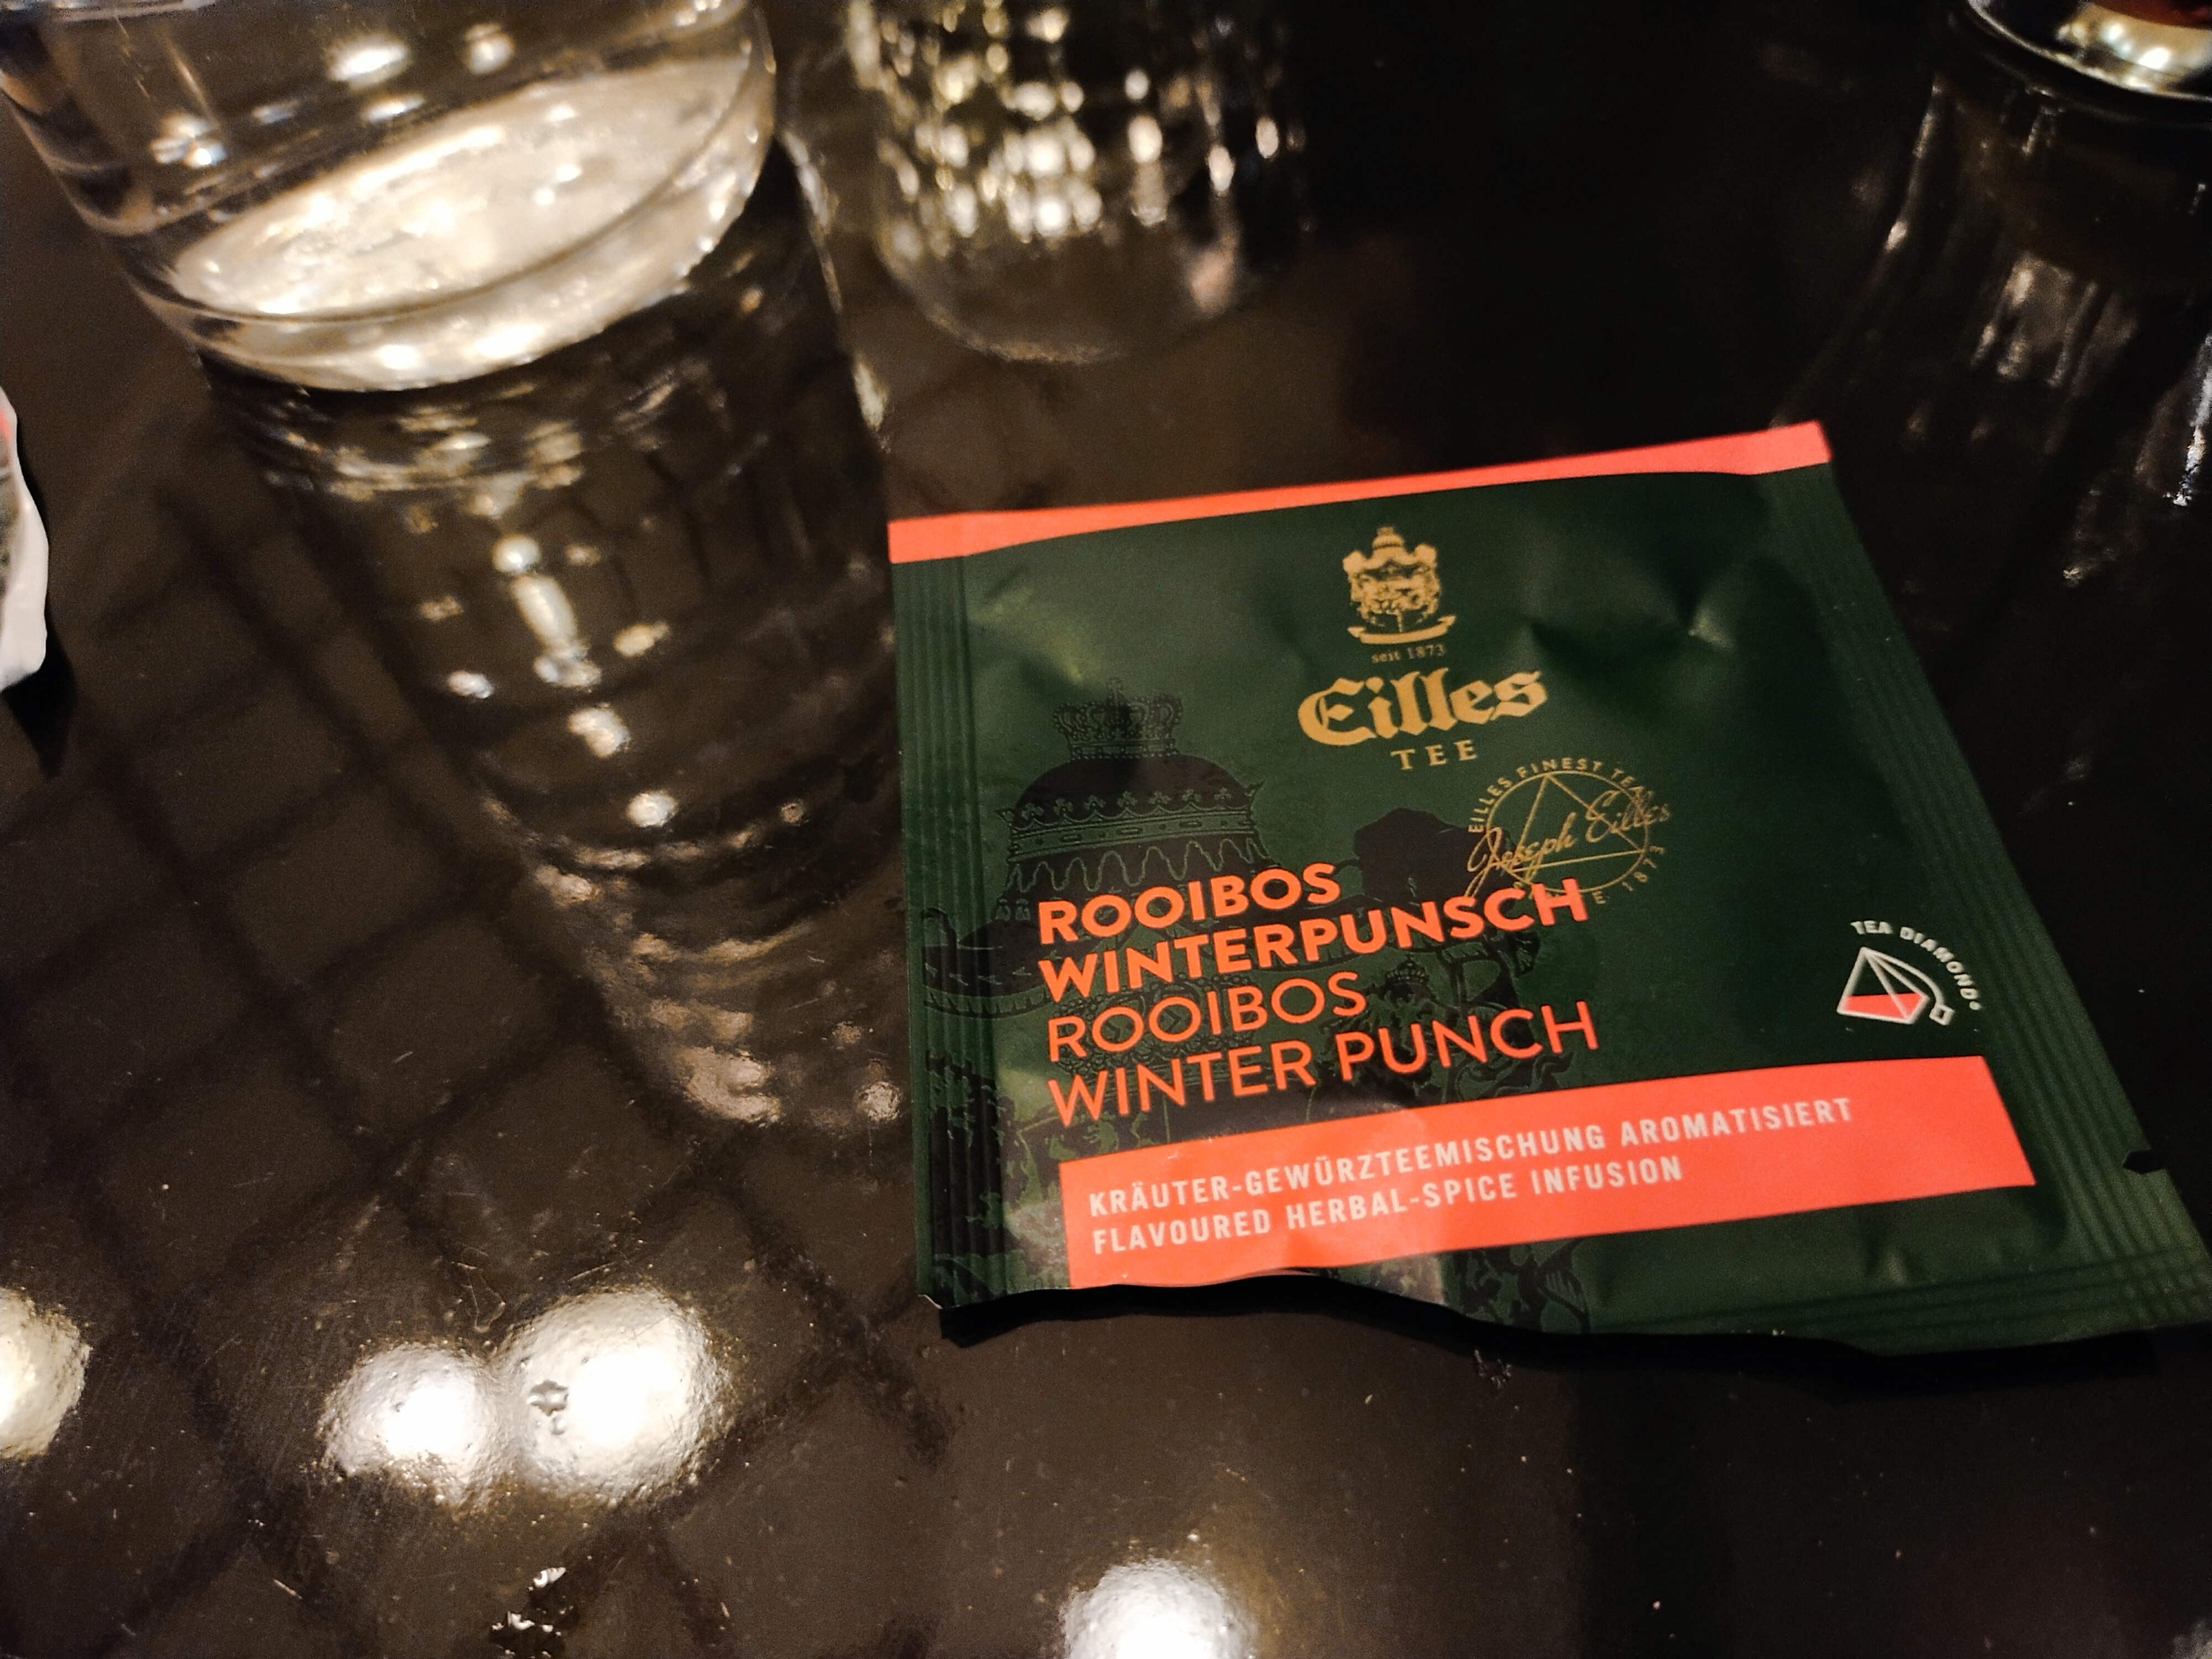 seit 1873
Eilles
TEE
EILLES FINEST TEAS
Joseph Eilles
1873
ROOIBOS
WINTERPUNSCH
ROOIBOS
WINTER PUNCH
TEA DIAMOND®
KRÄUTER-GEWÜRZTEEMISCHUNG AROMATISIERT
FLAVOURED HERBAL-SPICE INFUSION